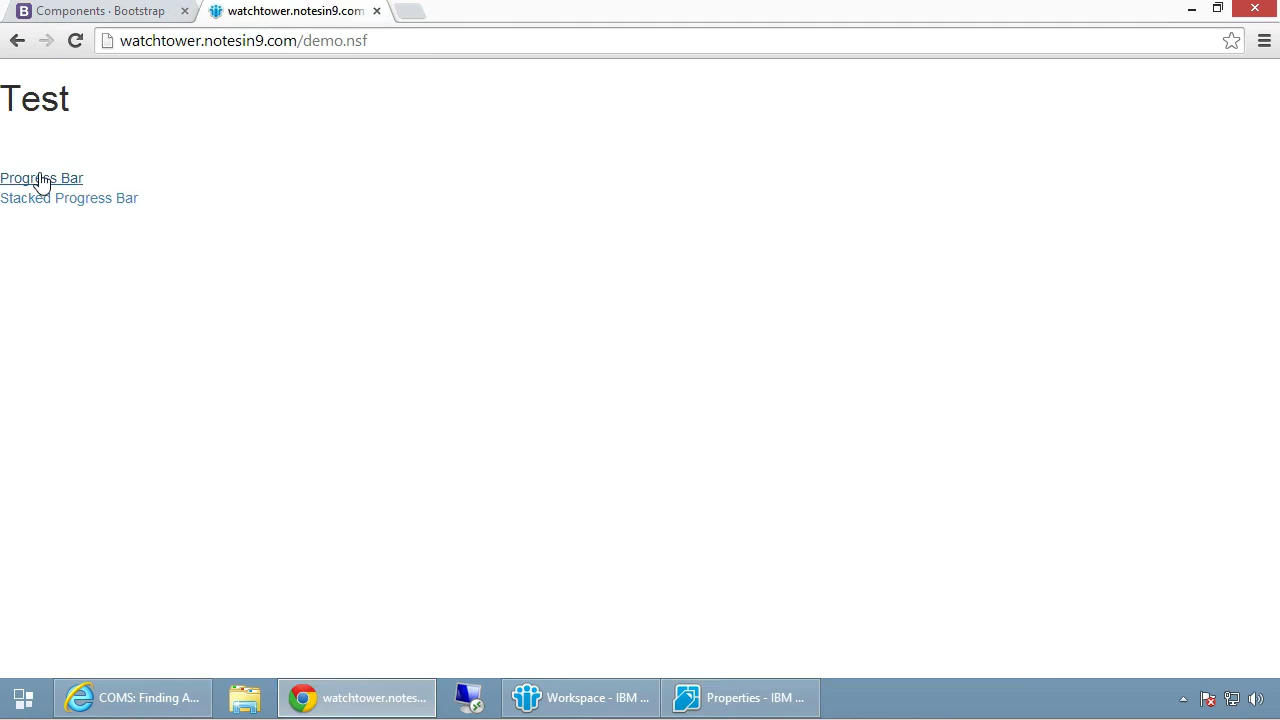 Components · Bootstrap
watchtower.notesin9.com
watchtower.notesin9.com/demo.nsf
Test
Progress Bar
Stacked Progress Bar
COMS: Finding A...
watchtower.notes...
Workspace - IBM ...
Properties - IBM ...